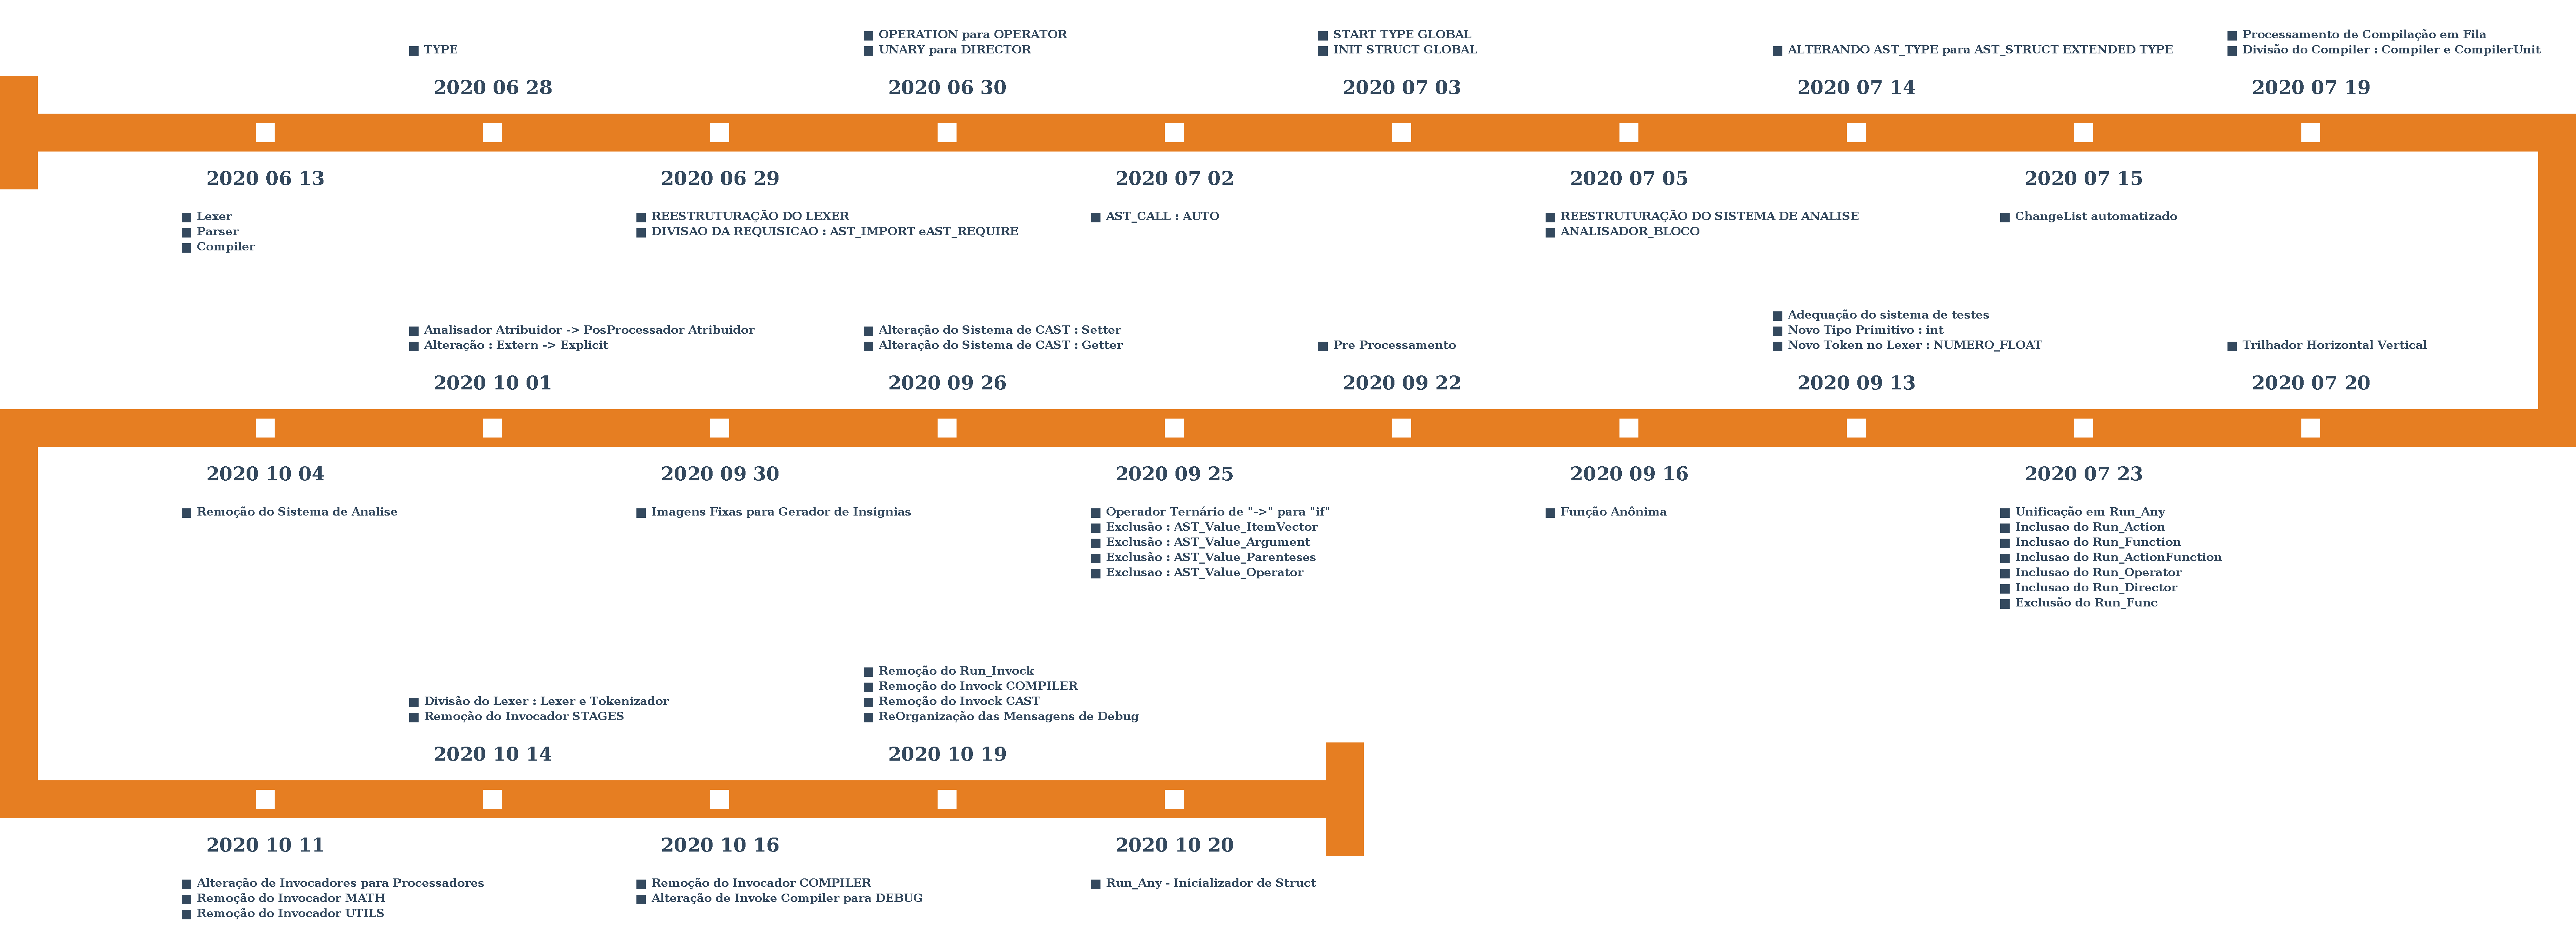 TYPE
2020 06 28
OPERATION para OPERATOR
UNARY para DIRECTOR
2020 06 30
START TYPE GLOBAL
INIT STRUCT GLOBAL
2020 07 03
ALTERANDO AST_TYPE para AST_STRUCT EXTENDED TYPE
2020 07 14
Processamento de Compilação em Fila
Divisão do Compiler : Compiler e CompilerUnit
2020 07 19
2020 06 13
Lexer
Parser
Compiler
2020 06 29
REESTRUTURAÇÃO DO LEXER
DIVISAO DA REQUISICAO : AST_IMPORT eAST_REQUIRE
2020 07 02
AST_CALL : AUTO
2020 07 05
REESTRUTURAÇÃO DO SISTEMA DE ANALISE
ANALISADOR_BLOCO
2020 07 15
ChangeList automatizado
Analisador Atribuidor -> PosProcessador Atribuidor
Alteração : Extern -> Explicit
2020 10 01
Alteração do Sistema de CAST : Setter
Alteração do Sistema de CAST : Getter
2020 09 26
Pre Processamento
2020 09 22
Adequação do sistema de testes
Novo Tipo Primitivo : int
Novo Token no Lexer : NUMERO_FLOAT
2020 09 13
Trilhador Horizontal Vertical
2020 07 20
2020 10 04
Remoção do Sistema de Analise
2020 09 30
Imagens Fixas para Gerador de Insignias
2020 09 25
Operador Ternário de "->" para "if"
Exclusão : AST_Value_ItemVector
Exclusão : AST_Value_Argument
Exclusão : AST_Value_Parenteses
Exclusao : AST_Value_Operator
2020 09 16
Função Anônima
2020 07 23
Unificação em Run_Any
Inclusao do Run_Action
Inclusao do Run_Function
Inclusao do Run_ActionFunction
Inclusao do Run_Operator
Inclusao do Run_Director
Exclusão do Run_Func
Divisão do Lexer : Lexer e Tokenizador
Remoção do Invocador STAGES
2020 10 14
Remoção do Run_Invock
Remoção do Invock COMPILER
Remoção do Invock CAST
ReOrganização das Mensagens de Debug
2020 10 19
2020 10 11
Alteração de Invocadores para Processadores
Remoção do Invocador MATH
Remoção do Invocador UTILS
2020 10 16
Remoção do Invocador COMPILER
Alteração de Invoke Compiler para DEBUG
2020 10 20
Run_Any - Inicializador de Struct